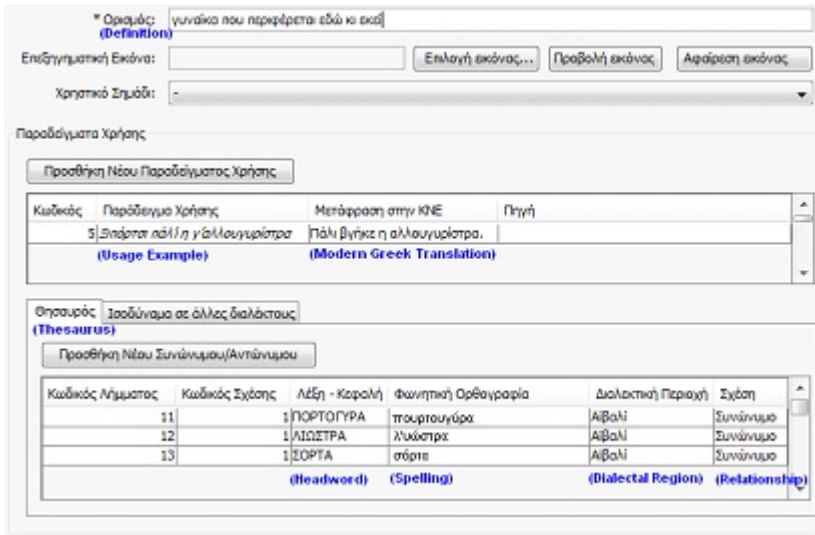 * Ορισμός: γυναίκα που περιφέρεται εδώ κι εκεί
(Definition)
Επεξηγηματική Εικόνα: Επιλογή εικόνας... Προβολή εικόνας Αφαίρεση εικόνας
Χρηστικό Σημάδι: -
Παραδείγματα Χρήσης
Προσθήκη Νέου Παραδείγματος Χρήσης
Κωδικός Παράδειγμα Χρήσης Μετάφραση στην ΚΝΕ Πηγή
5 πάλι η Πάλι βγήκε η αλλουγυρίστρα.
(Usage Example) (Modern Greek Translation)
Θησαυρός Ισοδύναμα σε άλλες διαλέκτους
(Thesaurus)
Προσθήκη Νέου Συνώνυμου/Αντώνυμου
Κωδικός Λήμματος Κωδικός Σχέσης Λέξη - Κεφαλή Φωνητική Ορθογραφία Διαλεκτική Περιοχή Σχέση
11 1 ΠΟΡΤΟΓΥΡΑ πουρτουγύρα Αϊβαλί Συνώνυμο
12 1 ΛΙΩΣΤΡΑ Αϊβαλί Συνώνυμο
13 1 ΣΟΡΤΑ σόρτα Αϊβαλί Συνώνυμο
(Headword) (Spelling) (Dialectal Region) (Relationship)